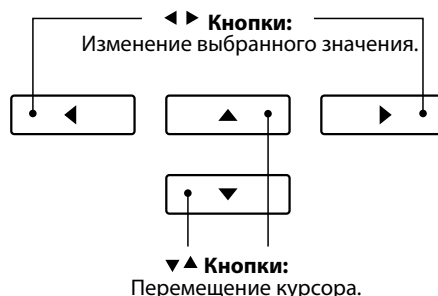 ◀ ▶ Кнопки:
Изменение выбранного значения.
▼▲ Кнопки:
Перемещение курсора.